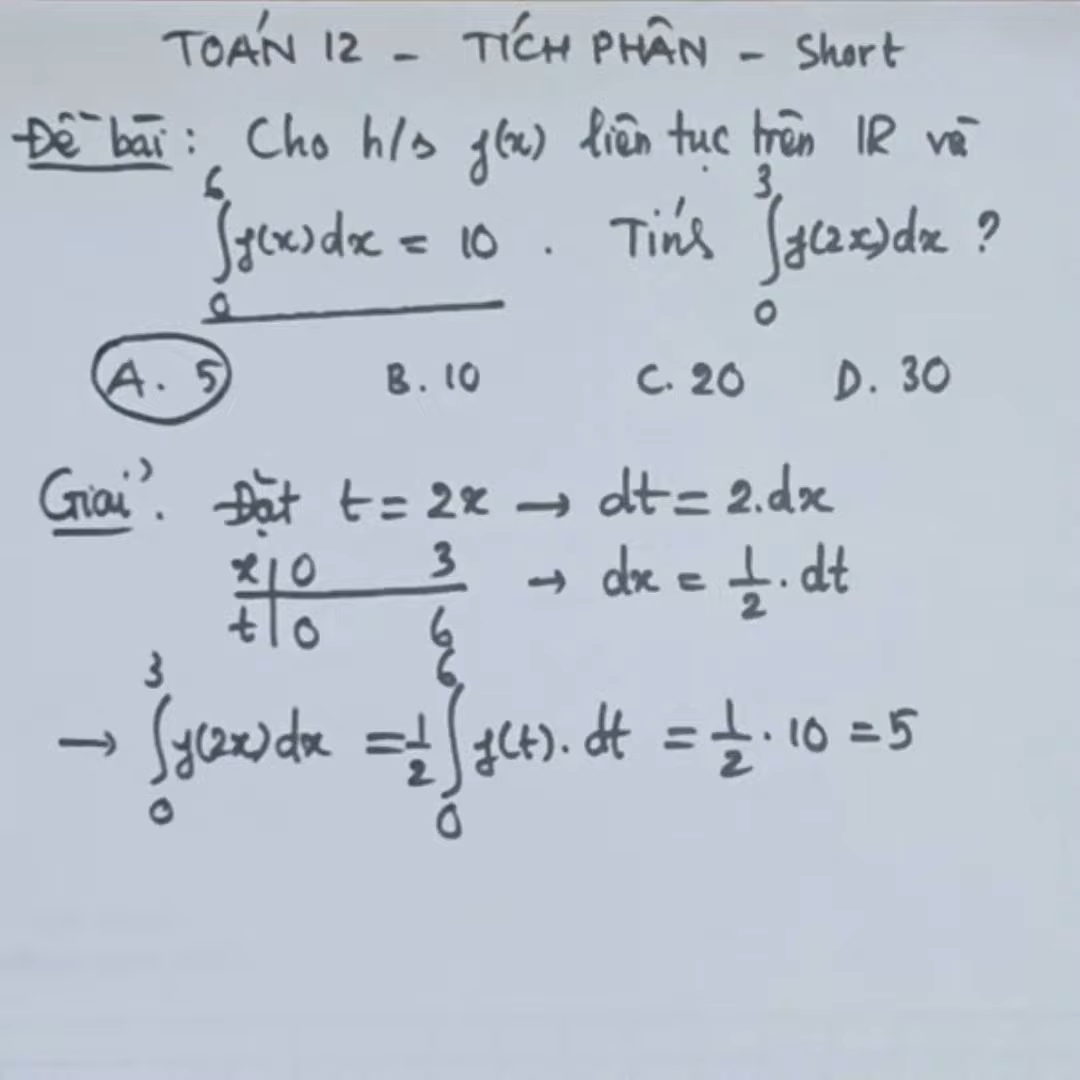 TOÁN 12 - TÍCH PHÂN - Short
Đề bài: Cho h/s f(x) liên tục trên IR và
∫₀⁶ f(x)dx = 10 . Tính ∫₀³ f(2x)dx ?
A. 5 B. 10 C. 20 D. 30
Giải: Đặt t = 2x → dt = 2.dx
x | 0 3 → dx = 1/2 . dt
t | 0 6
→ ∫₀³ f(2x)dx = 1/2 ∫₀⁶ f(t). dt = 1/2 . 10 = 5